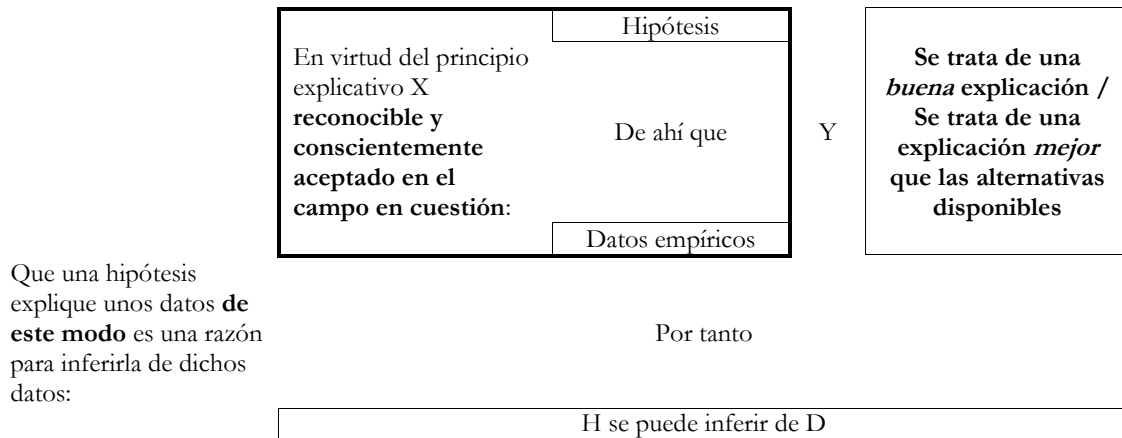 Hipótesis
En virtud del principio
explicativo X
reconocible y
conscientemente
aceptado en el
campo en cuestión:
De ahí que
Datos empíricos
Y
Se trata de una
buena explicación /
Se trata de una
explicación mejor
que las alternativas
disponibles
Que una hipótesis
explique unos datos de
este modo es una razón
para inferirla de dichos
datos:
Por tanto
H se puede inferir de D